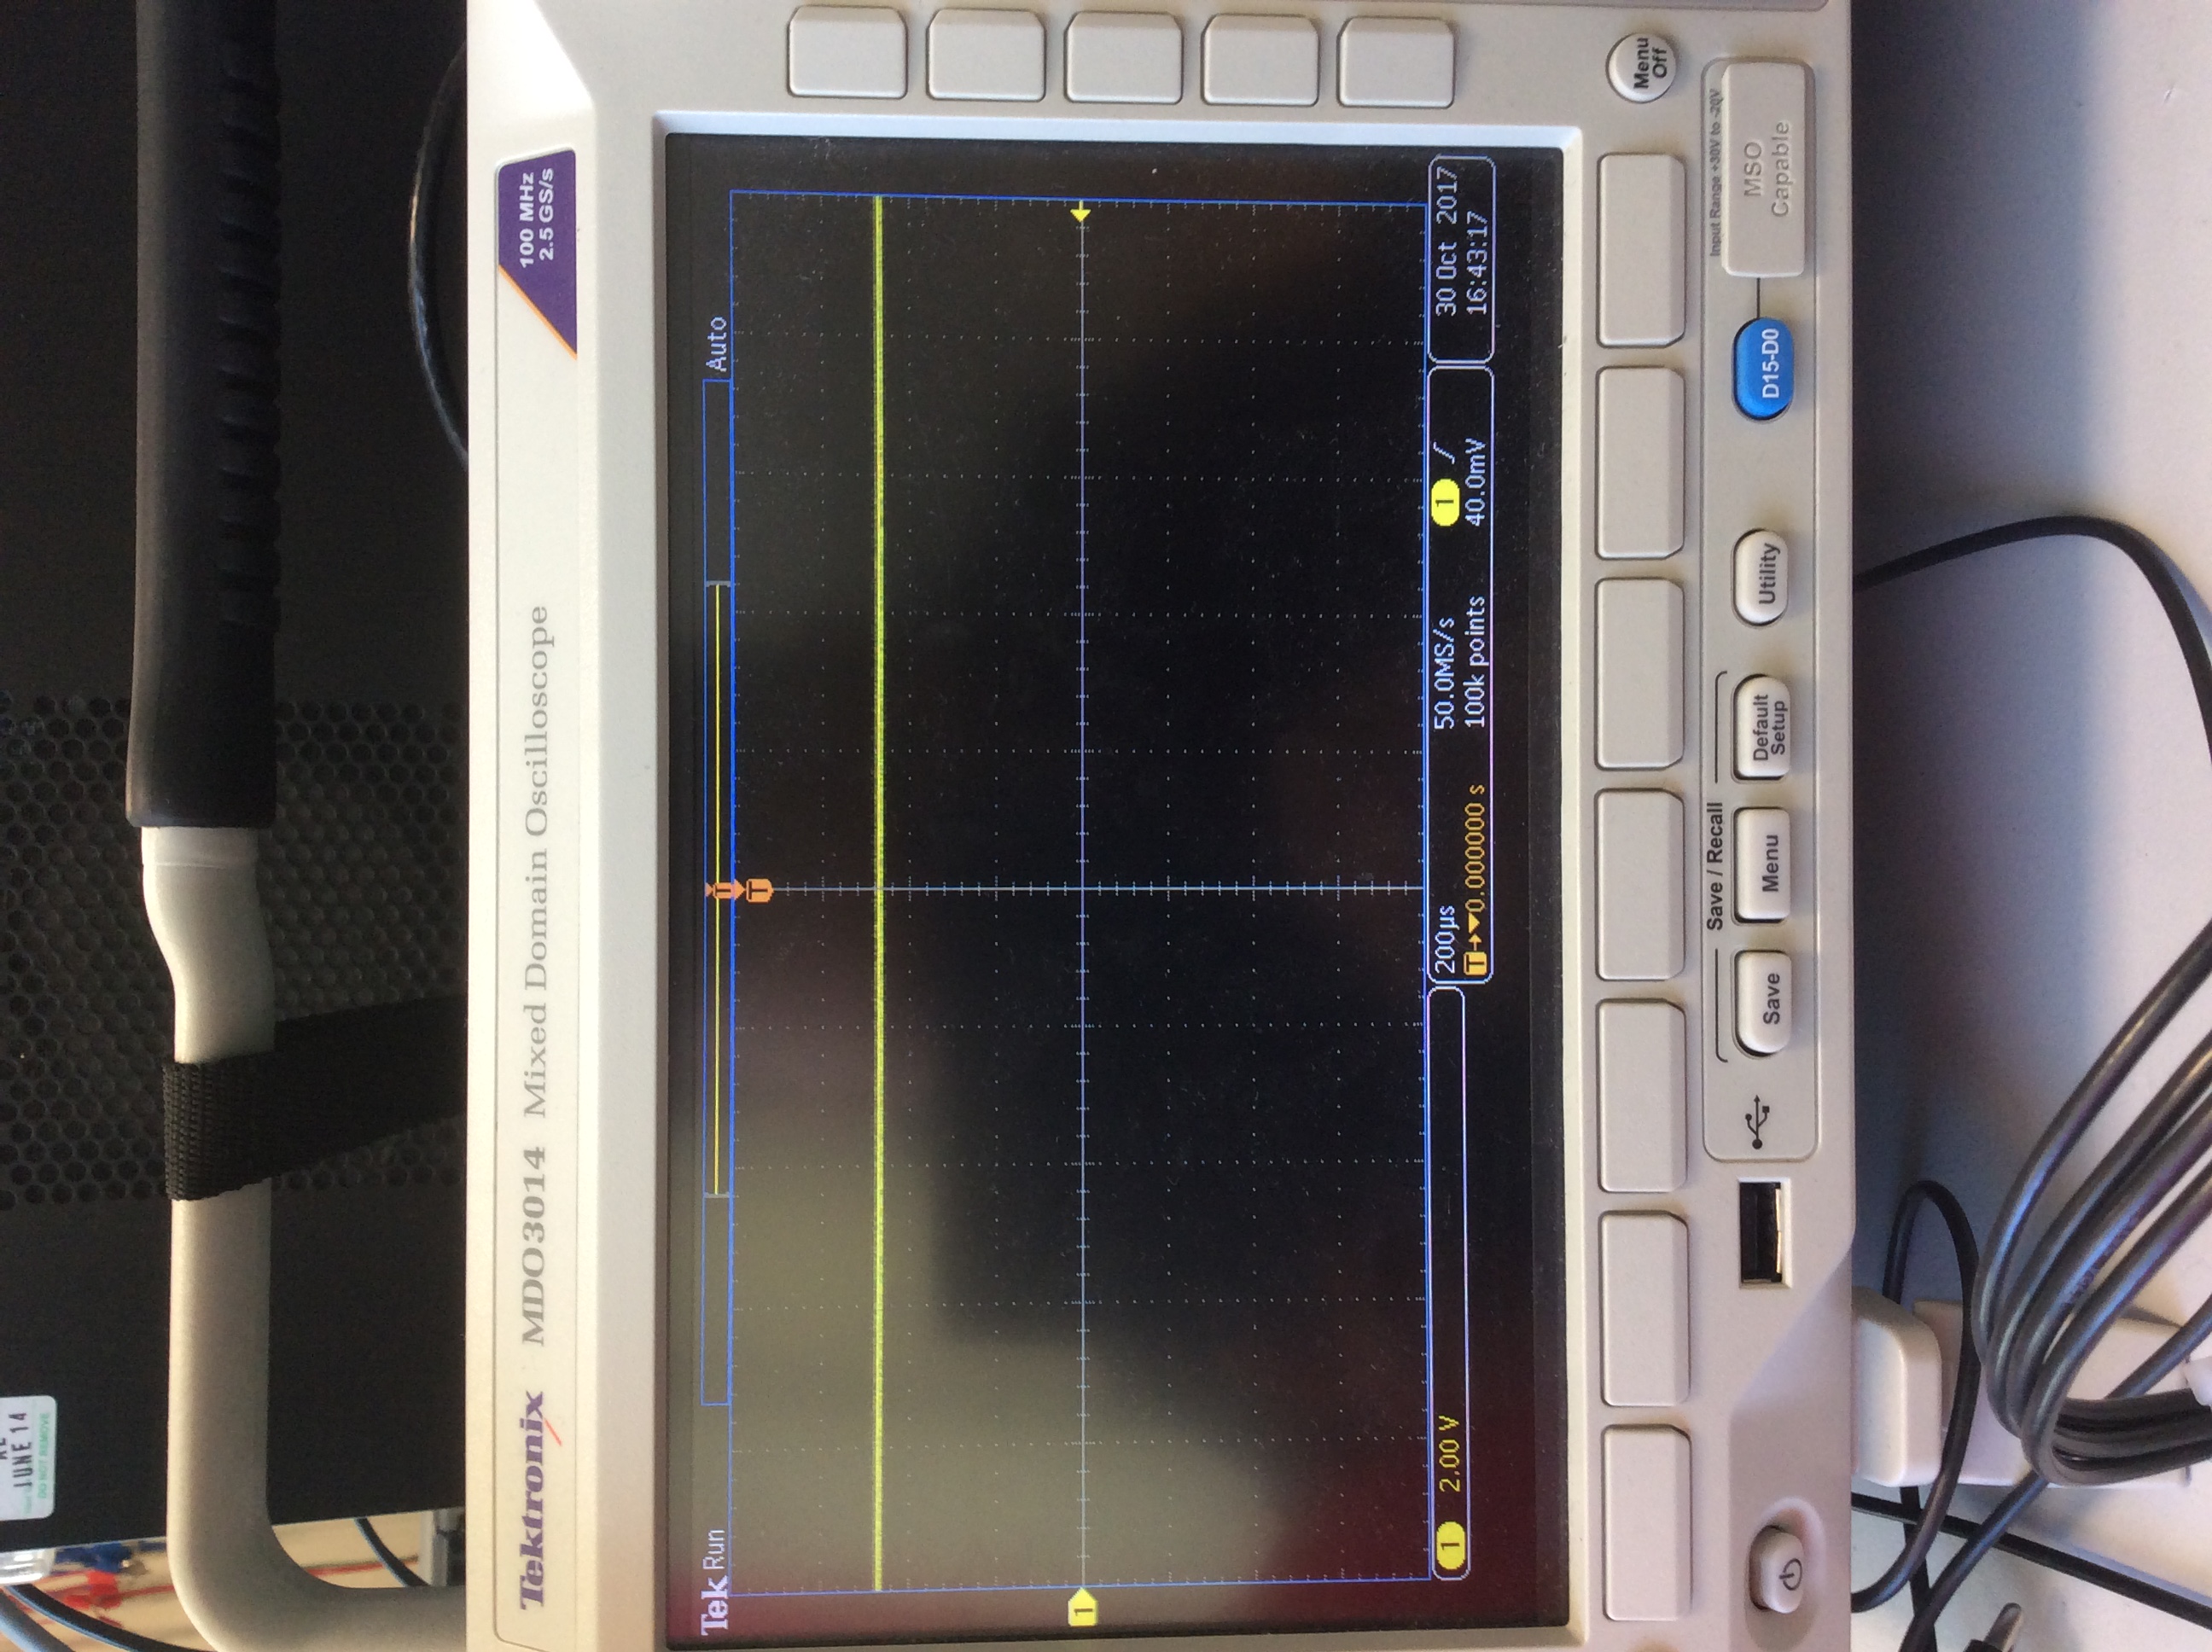 JUNE 14
DO NOT REMOVE
Tektronix MDO3014 Mixed Domain Oscilloscope
100 MHz
2.5 GS/s
Tek Run
T
Auto
T
1
1 2.00 V
200µs 50.0MS/s 1
T 0.000000 s 100k points 40.0mV
30 Oct 2017
16:43:17
Menu
Off
Save / Recall
Save
Menu
Default
Setup
Utility
D15-D0
Input Range +30V to -20V
MSO
Capable